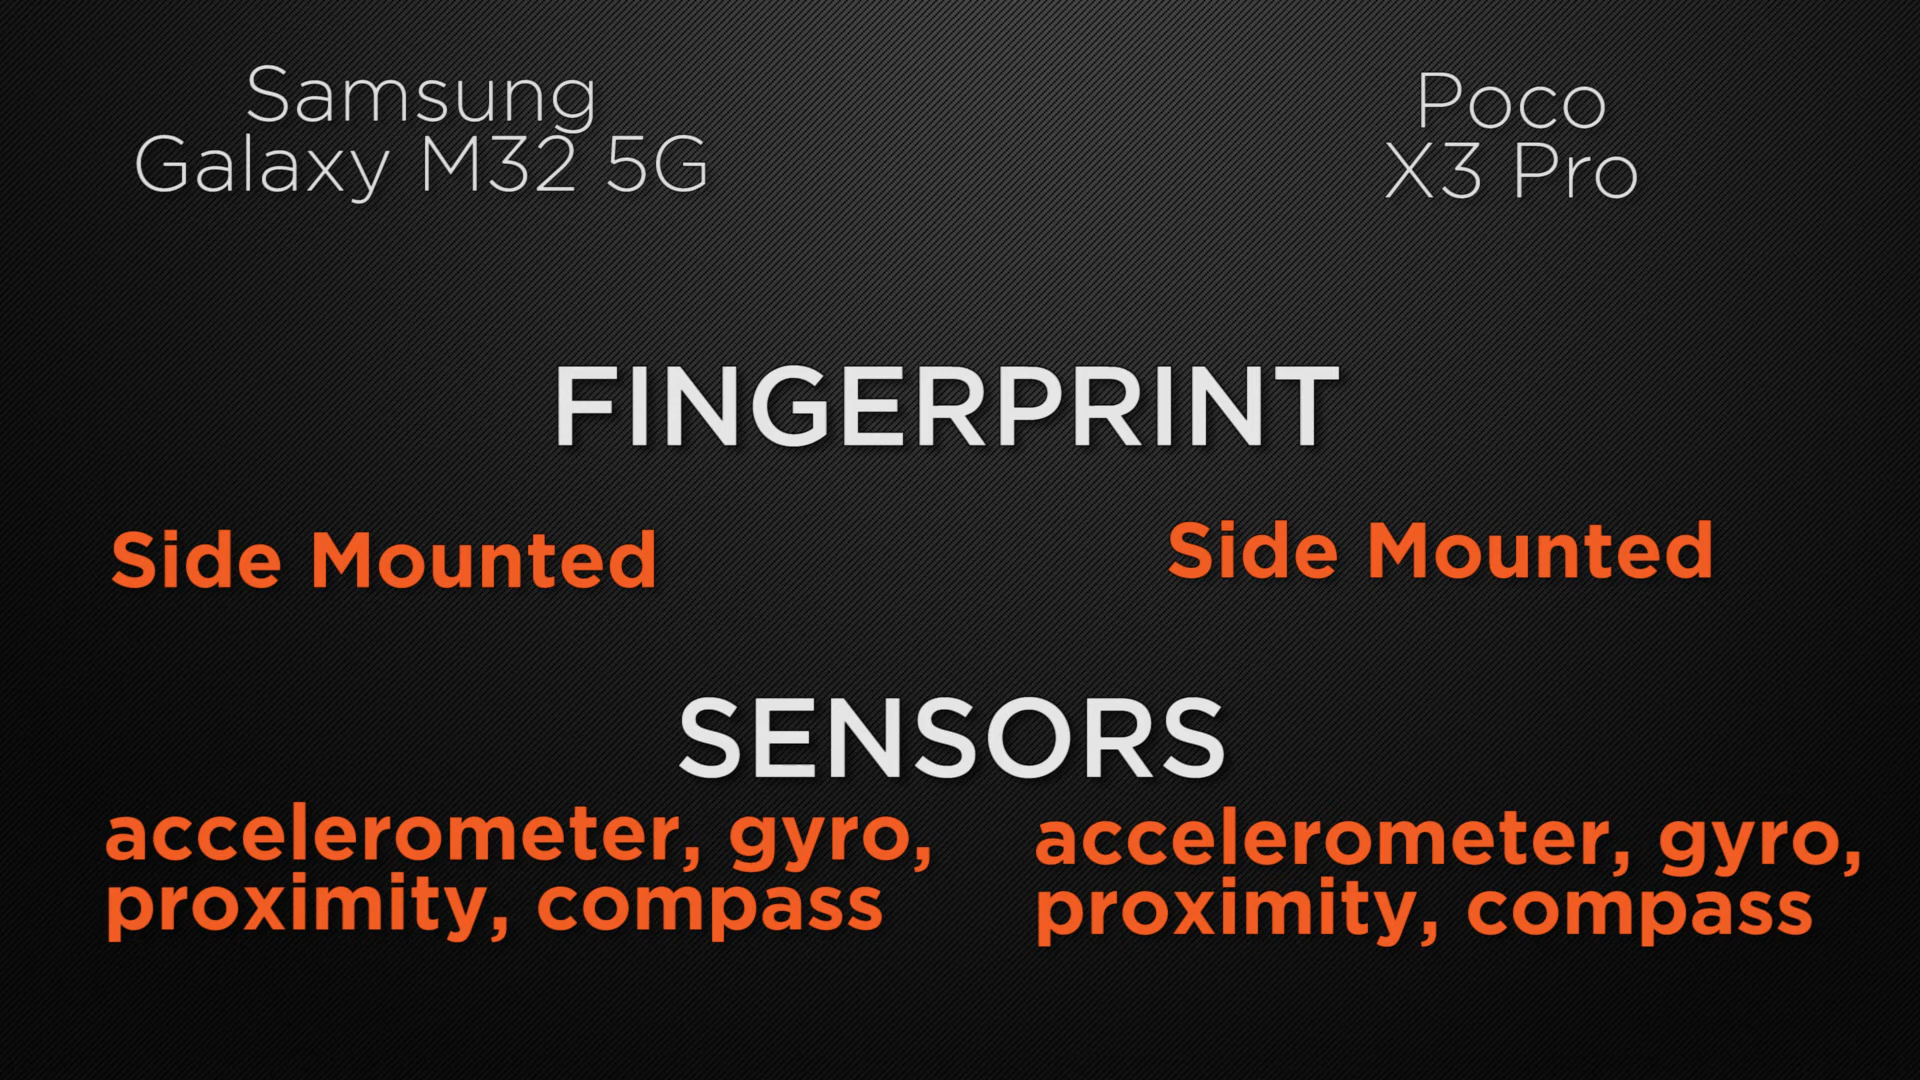 Samsung
Galaxy M32 5G
Poco
X3 Pro
FINGERPRINT
Side Mounted
Side Mounted
SENSORS
accelerometer, gyro,
proximity, compass
accelerometer, gyro,
proximity, compass